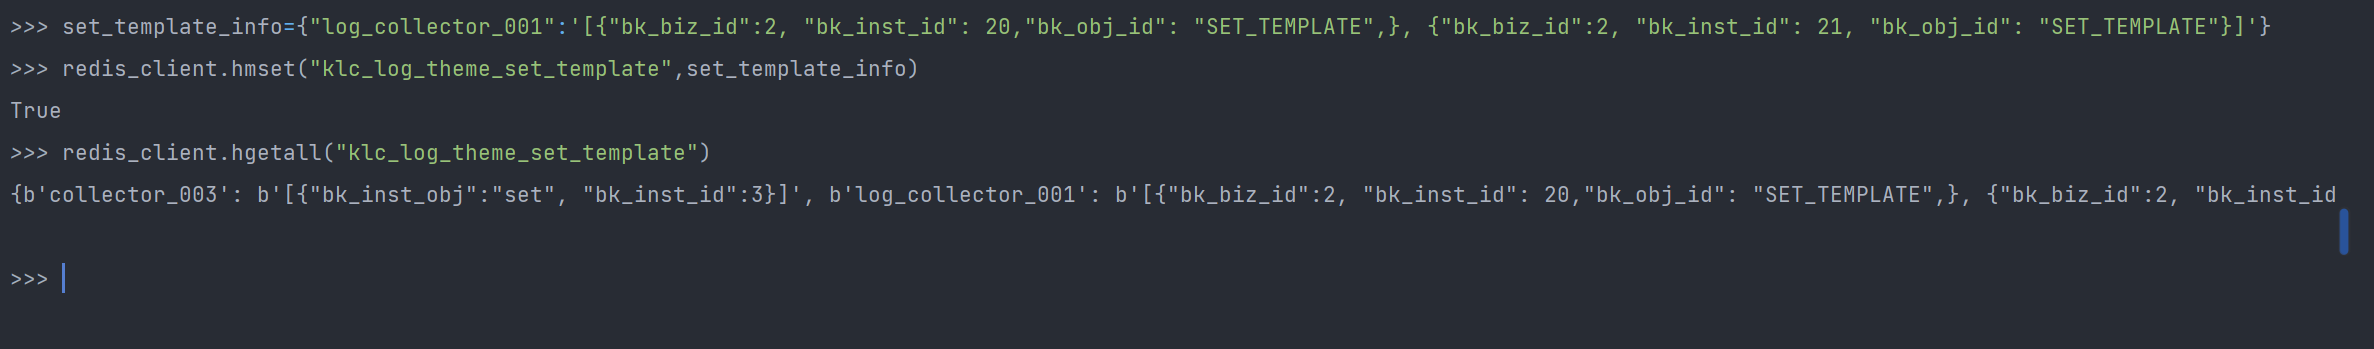 >>> set_template_info={"log_collector_001":'[{"bk_biz_id":2, "bk_inst_id": 20,"bk_obj_id": "SET_TEMPLATE",}, {"bk_biz_id":2, "bk_inst_id": 21, "bk_obj_id": "SET_TEMPLATE"}]'}
>>> redis_client.hmset("klc_log_theme_set_template",set_template_info)
True
>>> redis_client.hgetall("klc_log_theme_set_template")
{b'collector_003': b'[{"bk_inst_obj":"set", "bk_inst_id":3}]', b'log_collector_001': b'[{"bk_biz_id":2, "bk_inst_id": 20,"bk_obj_id": "SET_TEMPLATE",}, {"bk_biz_id":2, "bk_inst_id
>>>